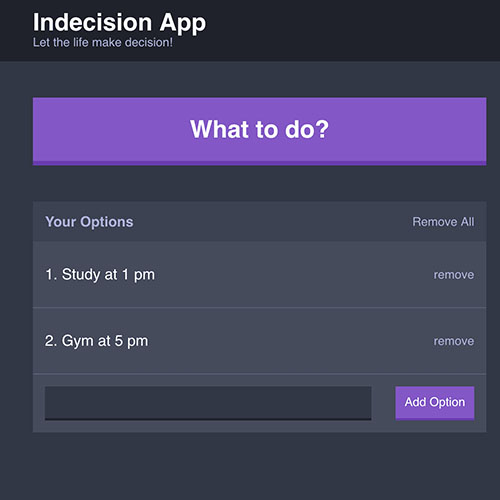 Indecision App
Let the life make decision!
What to do?
Your Options Remove All
1. Study at 1 pm remove
2. Gym at 5 pm remove
Add Option